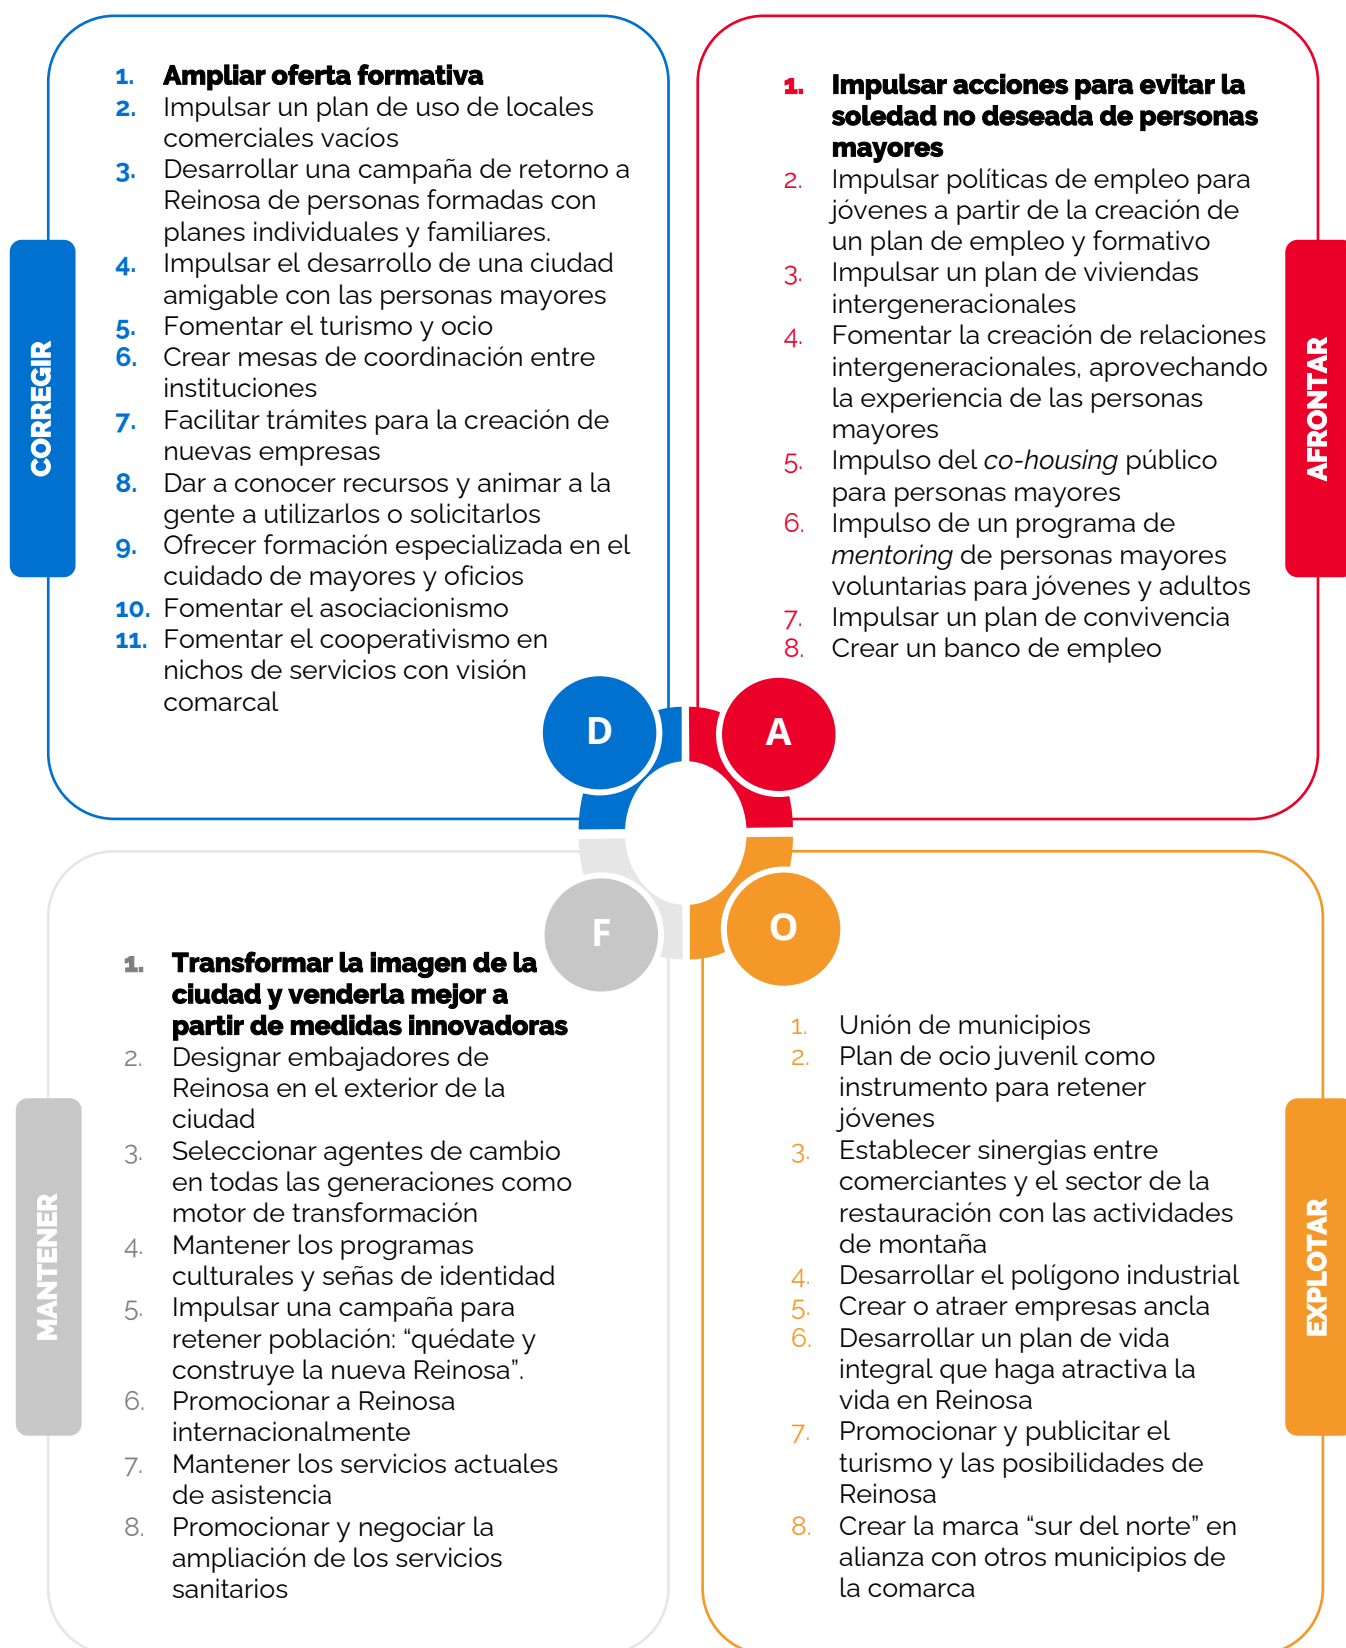 CORREGIR
1. Ampliar oferta formativa
2. Impulsar un plan de uso de locales
comerciales vacíos
3. Desarrollar una campaña de retorno a
Reinosa de personas formadas con
planes individuales y familiares.
4. Impulsar el desarrollo de una ciudad
amigable con las personas mayores
5. Fomentar el turismo y ocio
6. Crear mesas de coordinación entre
instituciones
7. Facilitar trámites para la creación de
nuevas empresas
8. Dar a conocer recursos y animar a la
gente a utilizarlos o solicitarlos
9. Ofrecer formación especializada en el
cuidado de mayores y oficios
10. Fomentar el asociacionismo
11. Fomentar el cooperativismo en
nichos de servicios con visión
comarcal
D
AFRONTAR
1. Impulsar acciones para evitar la
soledad no deseada de personas
mayores
2. Impulsar políticas de empleo para
jóvenes a partir de la creación de
un plan de empleo y formativo
3. Impulsar un plan de viviendas
intergeneracionales
4. Fomentar la creación de relaciones
intergeneracionales, aprovechando
la experiencia de las personas
mayores
5. Impulso del co-housing público
para personas mayores
6. Impulso de un programa de
mentoring de personas mayores
voluntarias para jóvenes y adultos
7. Impulsar un plan de convivencia
8. Crear un banco de empleo
A
MANTENER
F
1. Transformar la imagen de la
ciudad y venderla mejor a
partir de medidas innovadoras
2. Designar embajadores de
Reinosa en el exterior de la
ciudad
3. Seleccionar agentes de cambio
en todas las generaciones como
motor de transformación
4. Mantener los programas
culturales y señas de identidad
5. Impulsar una campaña para
retener población: “quédate y
construye la nueva Reinosa”.
6. Promocionar a Reinosa
internacionalmente
7. Mantener los servicios actuales
de asistencia
8. Promocionar y negociar la
ampliación de los servicios
sanitarios
EXPLOTAR
O
1. Unión de municipios
2. Plan de ocio juvenil como
instrumento para retener
jóvenes
3. Establecer sinergias entre
comerciantes y el sector de la
restauración con las actividades
de montaña
4. Desarrollar el polígono industrial
5. Crear o atraer empresas ancla
6. Desarrollar un plan de vida
integral que haga atractiva la
vida en Reinosa
7. Promocionar y publicitar el
turismo y las posibilidades de
Reinosa
8. Crear la marca “sur del norte” en
alianza con otros municipios de
la comarca